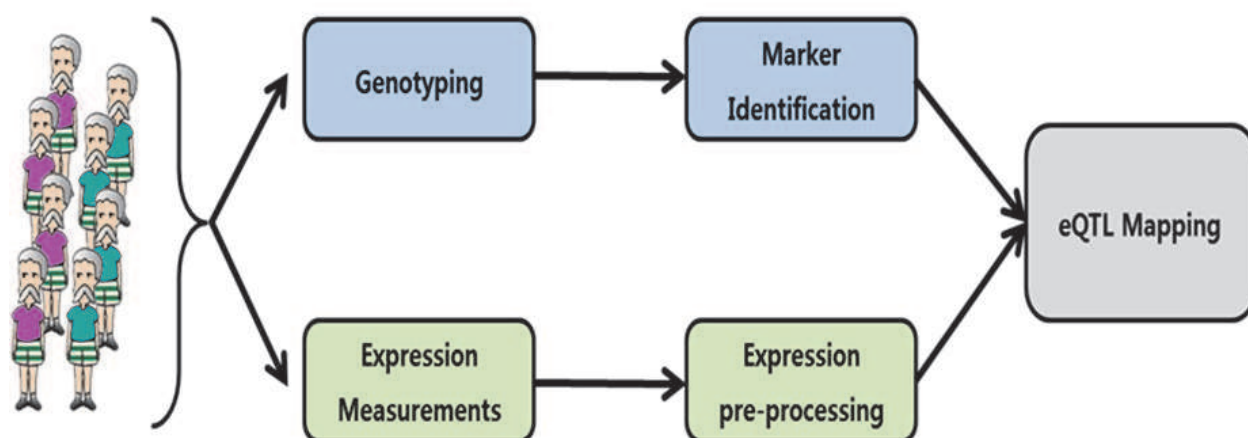 Genotyping
Marker
Identification
eQTL Mapping
Expression
Measurements
Expression
pre-processing